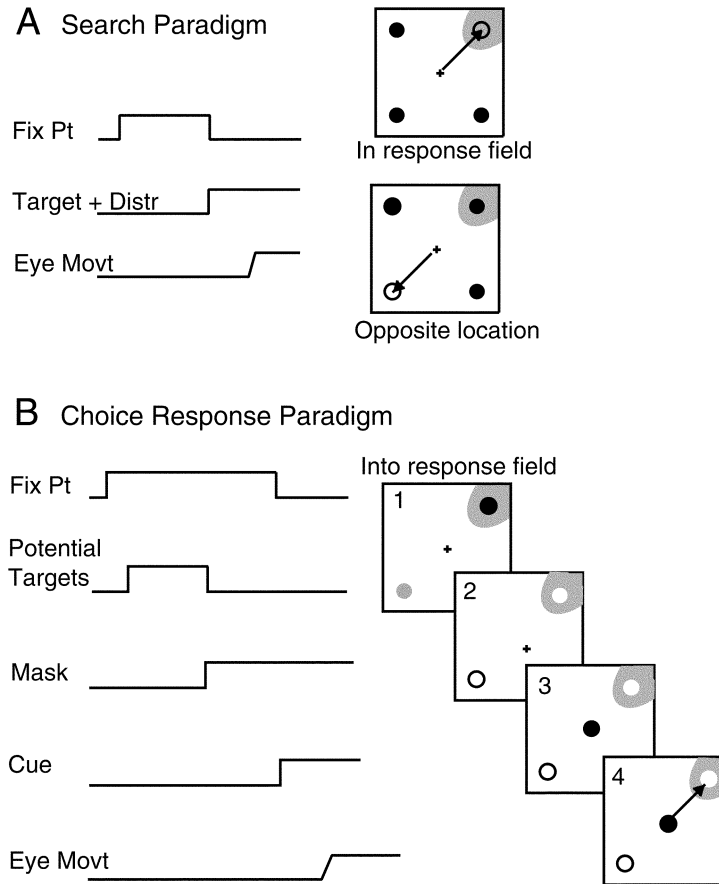 A Search Paradigm
Fix Pt
Target + Distr
Eye Movt
In response field
Opposite location
B Choice Response Paradigm
Fix Pt
Potential
Targets
Mask
Cue
Eye Movt
Into response field
1
2
3
4